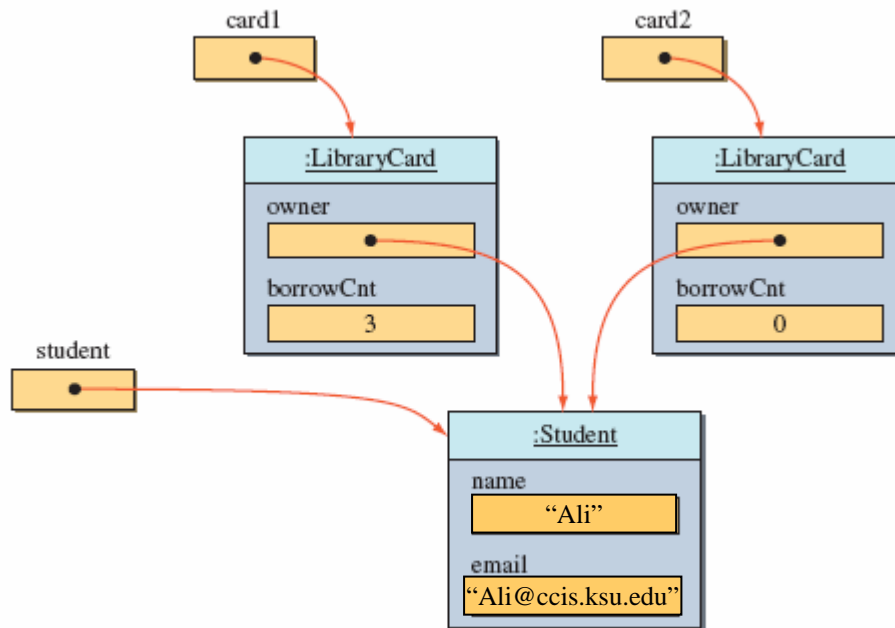 card1
card2
:LibraryCard
:LibraryCard
owner
owner
borrowCnt
borrowCnt
3
0
student
:Student
name
“Ali”
email
“Ali@ccis.ksu.edu”